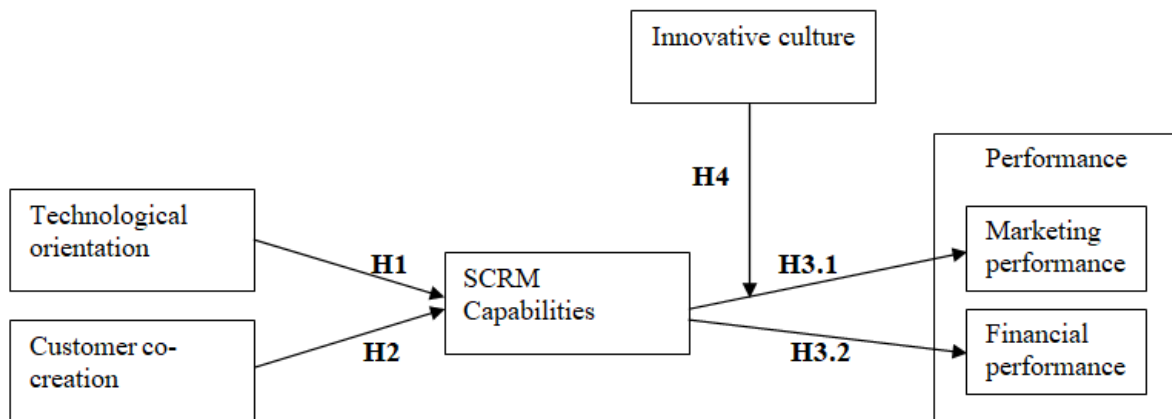 Innovative culture
H4
Performance
Technological
orientation
H1
SCRM
Capabilities
H3.1
Marketing
performance
Customer co-
creation
H2
H3.2
Financial
performance